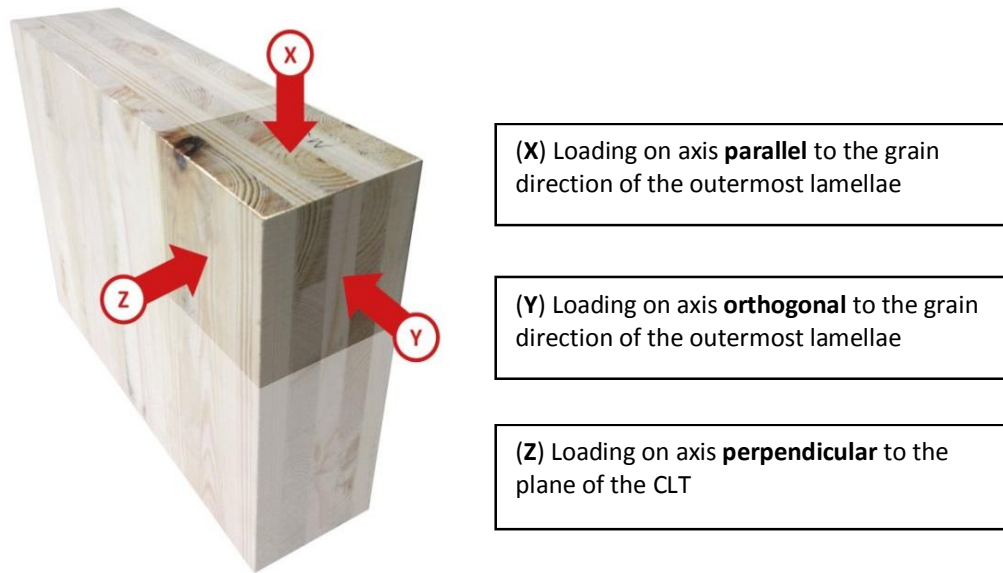 X
(X) Loading on axis parallel to the grain
direction of the outermost lamellae
Z
Y
(Y) Loading on axis orthogonal to the grain
direction of the outermost lamellae
(Z) Loading on axis perpendicular to the
plane of the CLT